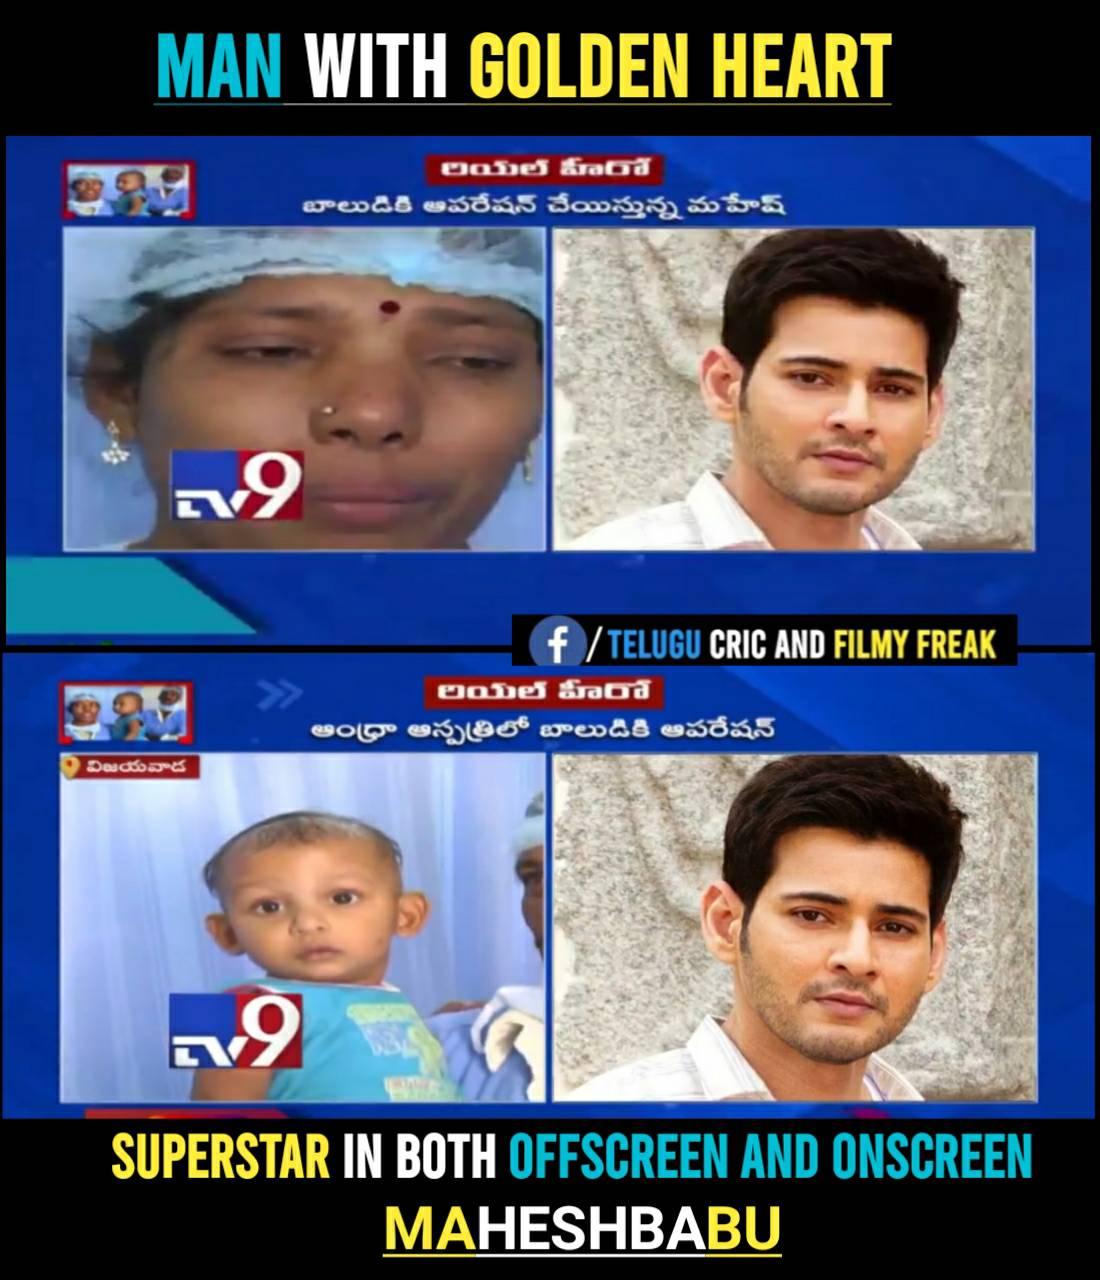 MAN WITH GOLDEN HEART
రియల్ హీరో
బాలుడికి ఆపరేషన్ చేయిస్తున్న మహేష్
TV9
f/TELUGU CRIC AND FILMY FREAK
రియల్ హీరో
ఆంధ్రా ఆస్పత్రిలో బాలుడికి ఆపరేషన్
విజయవాడ
TV9
SUPERSTAR IN BOTH OFFSCREEN AND ONSCREEN
MAHESHBABU